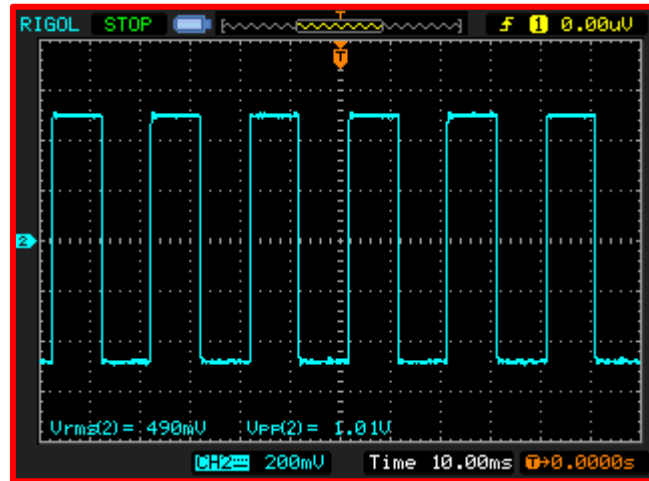 RIGOL STOP T f 1 0.00uV
T
2
Vrms(2)= 490mV Vpp(2)= 1.01V
CH2 200mV Time 10.00ms T→0.0000s